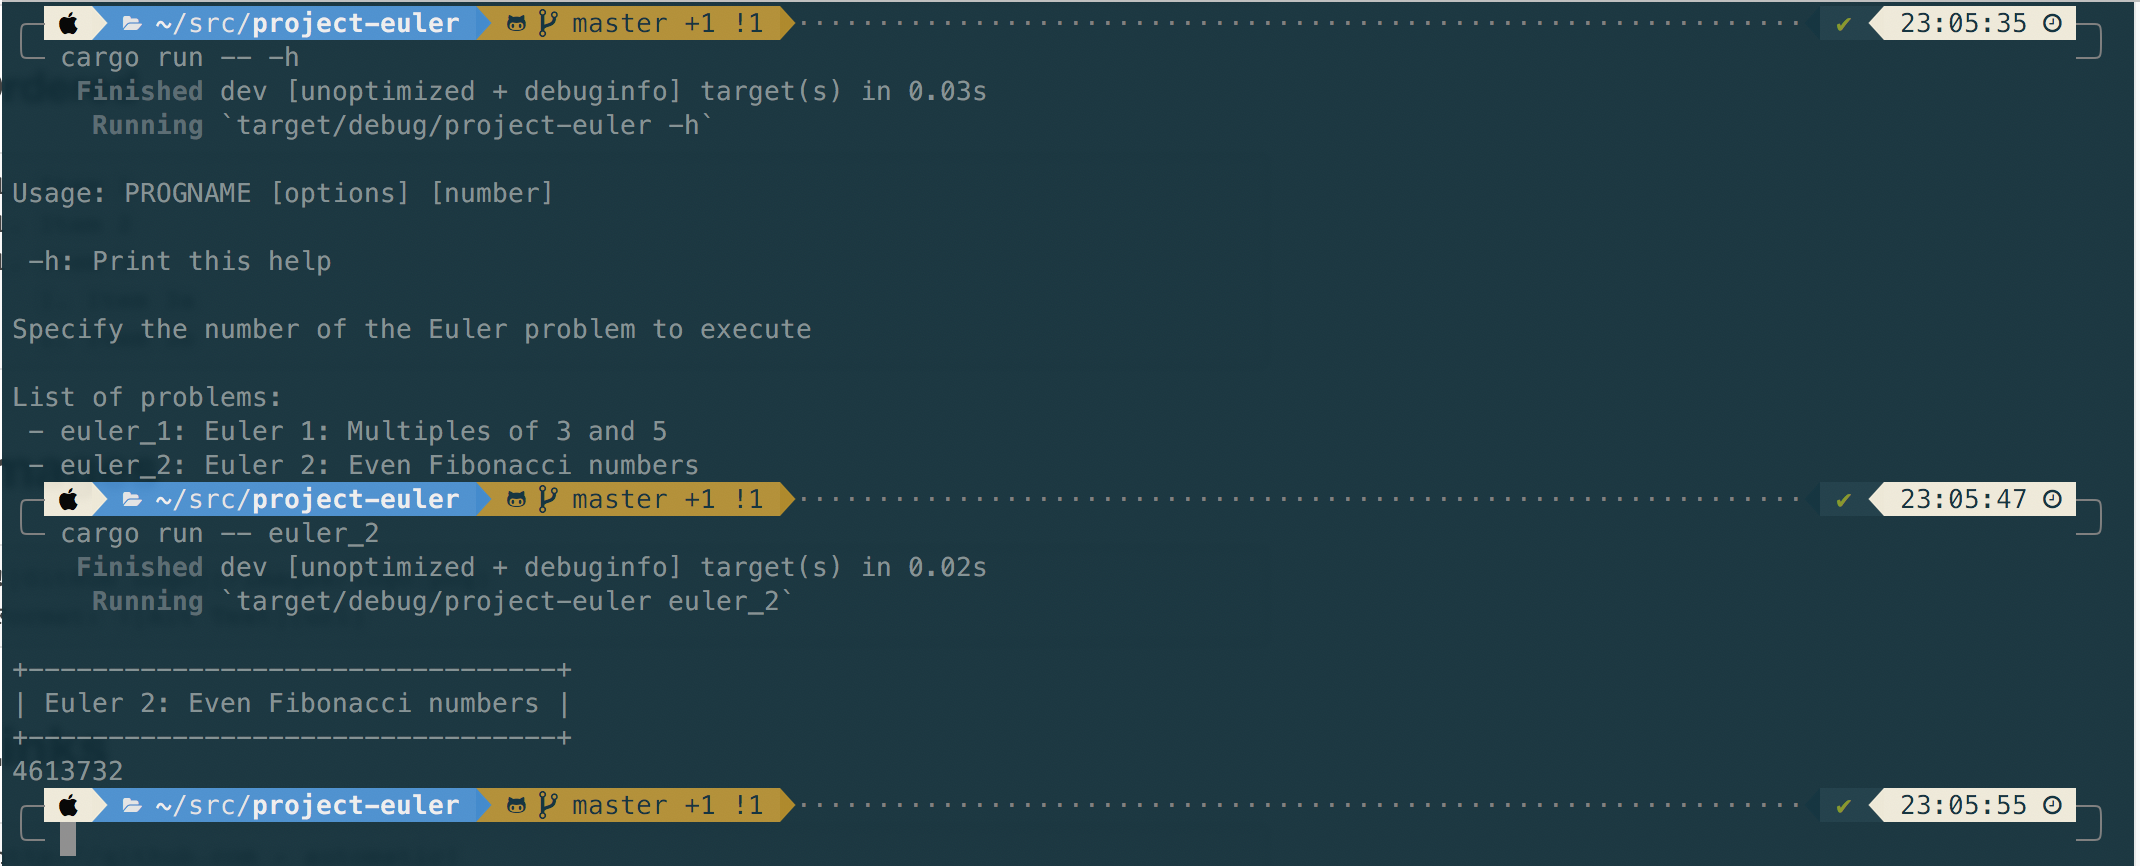 ~/src/project-euler master +1 !1 ✔ 23:05:35
cargo run -- -h
Finished dev [unoptimized + debuginfo] target(s) in 0.03s
Running `target/debug/project-euler -h`
Usage: PROGNAME [options] [number]
-h: Print this help
Specify the number of the Euler problem to execute
List of problems:
- euler_1: Euler 1: Multiples of 3 and 5
- euler_2: Euler 2: Even Fibonacci numbers
~/src/project-euler master +1 !1 ✔ 23:05:47
cargo run -- euler_2
Finished dev [unoptimized + debuginfo] target(s) in 0.02s
Running `target/debug/project-euler euler_2`
+---------------------------------+
| Euler 2: Even Fibonacci numbers |
+---------------------------------+
4613732
~/src/project-euler master +1 !1 ✔ 23:05:55